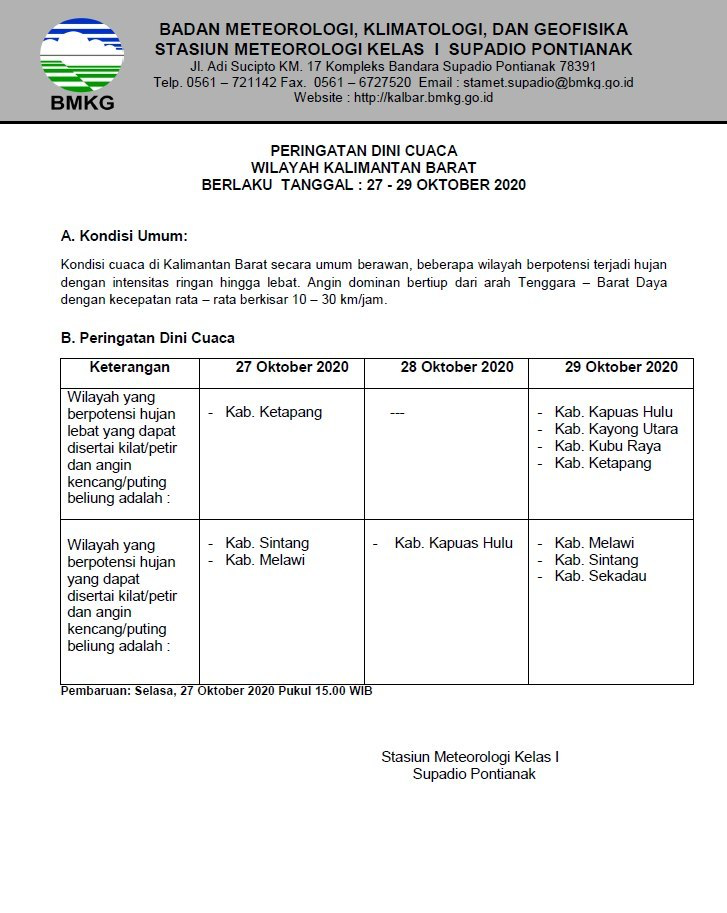 BMKG
BADAN METEOROLOGI, KLIMATOLOGI, DAN GEOFISIKA
STASIUN METEOROLOGI KELAS I SUPADIO PONTIANAK
Jl. Adi Sucipto KM. 17 Kompleks Bandara Supadio Pontianak 78391
Telp. 0561 – 721142 Fax. 0561 – 6727520 Email : stamet.supadio@bmkg.go.id
Website : http://kalbar.bmkg.go.id
PERINGATAN DINI CUACA
WILAYAH KALIMANTAN BARAT
BERLAKU TANGGAL : 27 - 29 OKTOBER 2020
A. Kondisi Umum:
Kondisi cuaca di Kalimantan Barat secara umum berawan, beberapa wilayah berpotensi terjadi hujan
dengan intensitas ringan hingga lebat. Angin dominan bertiup dari arah Tenggara – Barat Daya
dengan kecepatan rata – rata berkisar 10 – 30 km/jam.
B. Peringatan Dini Cuaca
Keterangan 27 Oktober 2020 28 Oktober 2020 29 Oktober 2020
Wilayah yang
berpotensi hujan
lebat yang dapat
disertai kilat/petir
dan angin
kencang/puting
beliung adalah :
- Kab. Ketapang
---
- Kab. Kapuas Hulu
- Kab. Kayong Utara
- Kab. Kubu Raya
- Kab. Ketapang
Wilayah yang
berpotensi hujan
yang dapat
disertai kilat/petir
dan angin
kencang/puting
beliung adalah :
- Kab. Sintang
- Kab. Melawi
- Kab. Kapuas Hulu
- Kab. Melawi
- Kab. Sintang
- Kab. Sekadau
Pembaruan: Selasa, 27 Oktober 2020 Pukul 15.00 WIB
Stasiun Meteorologi Kelas I
Supadio Pontianak